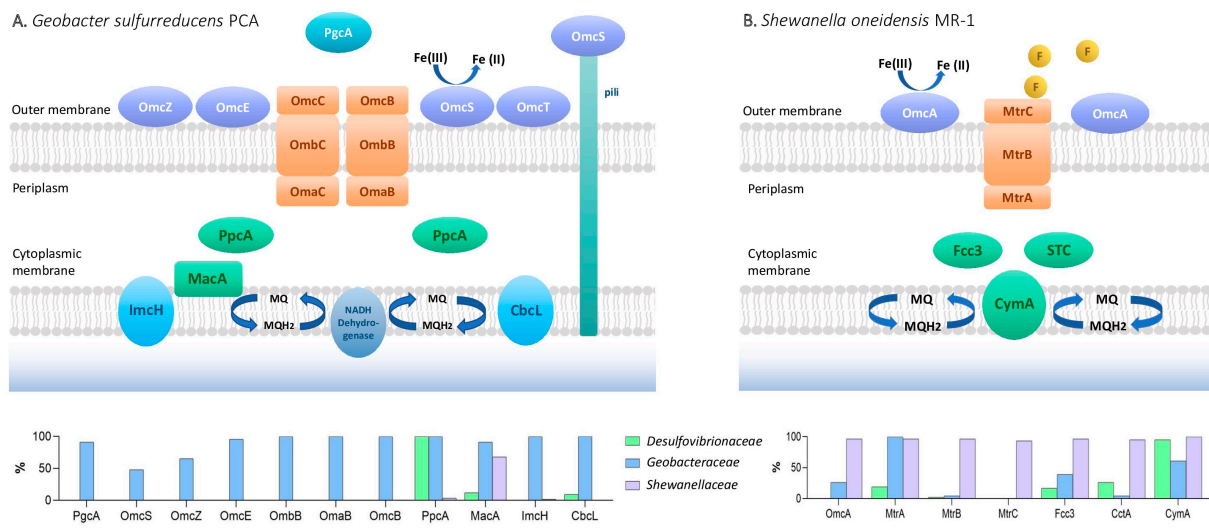 A. Geobacter sulfurreducens PCA
PgcA
OmcS
Fe(III)
Fe (II)
pili
Outer membrane
OmcZ
OmcE
OmcC
OmcB
OmcS
OmcT
OmbC
OmbB
Periplasm
OmaC
OmaB
PpcA
PpcA
Cytoplasmic
membrane
MacA
ImcH
MQ
MQH2
NADH
Dehydro-
genase
MQ
MQH2
CbcL
B. Shewanella oneidensis MR-1
F
F
F
Fe(III)
Fe (II)
Outer membrane
OmcA
MtrC
OmcA
MtrB
Periplasm
MtrA
Cytoplasmic
membrane
Fcc3
STC
CymA
MQ
MQH2
MQ
MQH2
100
50
0
%
PgcA OmcS OmcZ OmcE OmbB OmaB OmcB PpcA MacA ImcH CbcL
Desulfovibrionaceae
Geobacteraceae
Shewanellaceae
100
50
0
%
OmcA MtrA MtrB MtrC Fcc3 CctA CymA